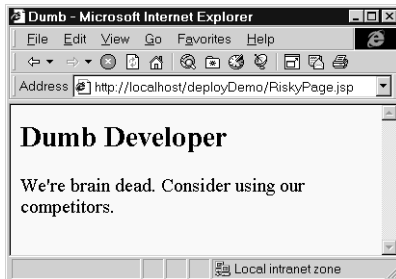 Dumb - Microsoft Internet Explorer
File Edit View Go Favorites Help
Address http://localhost/deployDemo/RiskyPage.jsp
Dumb Developer
We're brain dead. Consider using our
competitors.
Local intranet zone